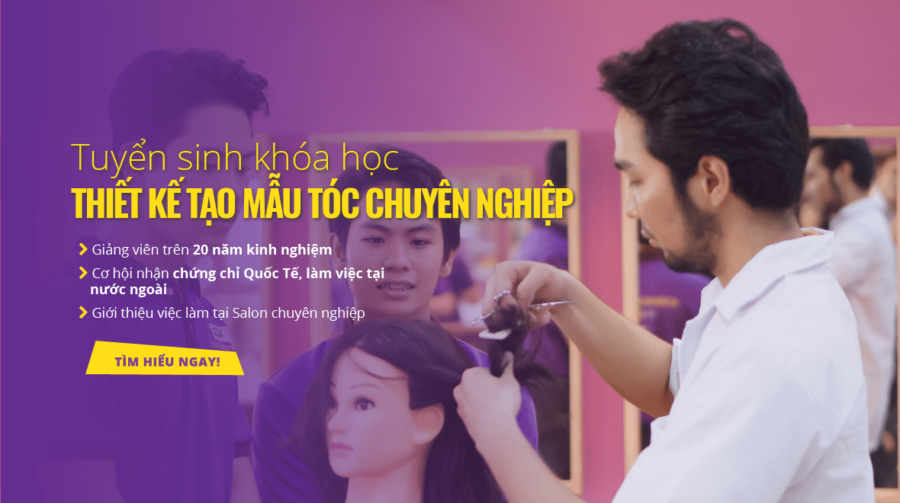 Tuyển sinh khóa học
THIẾT KẾ TẠO MẪU TÓC CHUYÊN NGHIỆP
Giảng viên trên 20 năm kinh nghiệm
Cơ hội nhận chứng chỉ Quốc Tế, làm việc tại
nước ngoài
Giới thiệu việc làm tại Salon chuyên nghiệp
TÌM HIỂU NGAY!